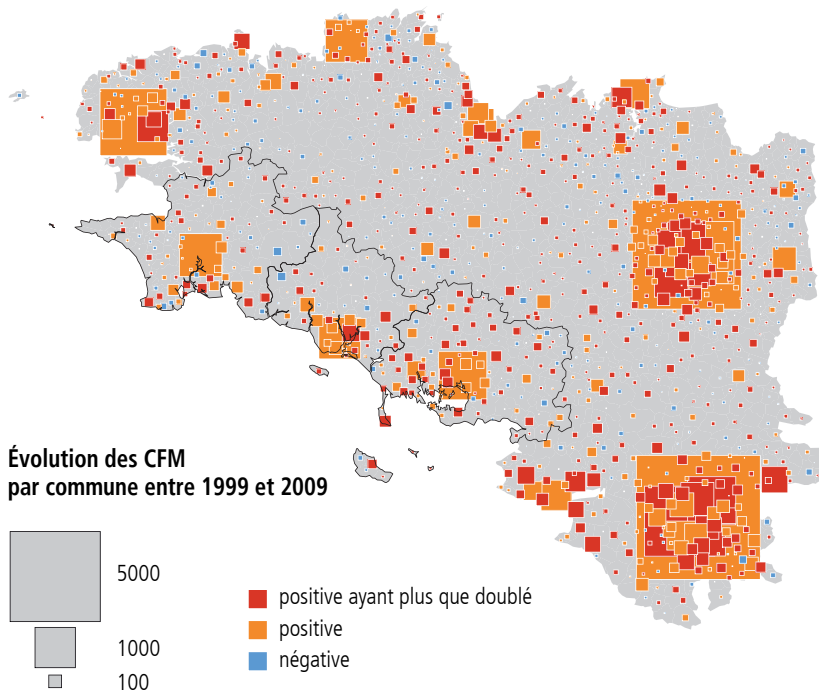 Évolution des CFM
par commune entre 1999 et 2009
5000
1000
100
positive ayant plus que doublé
positive
négative